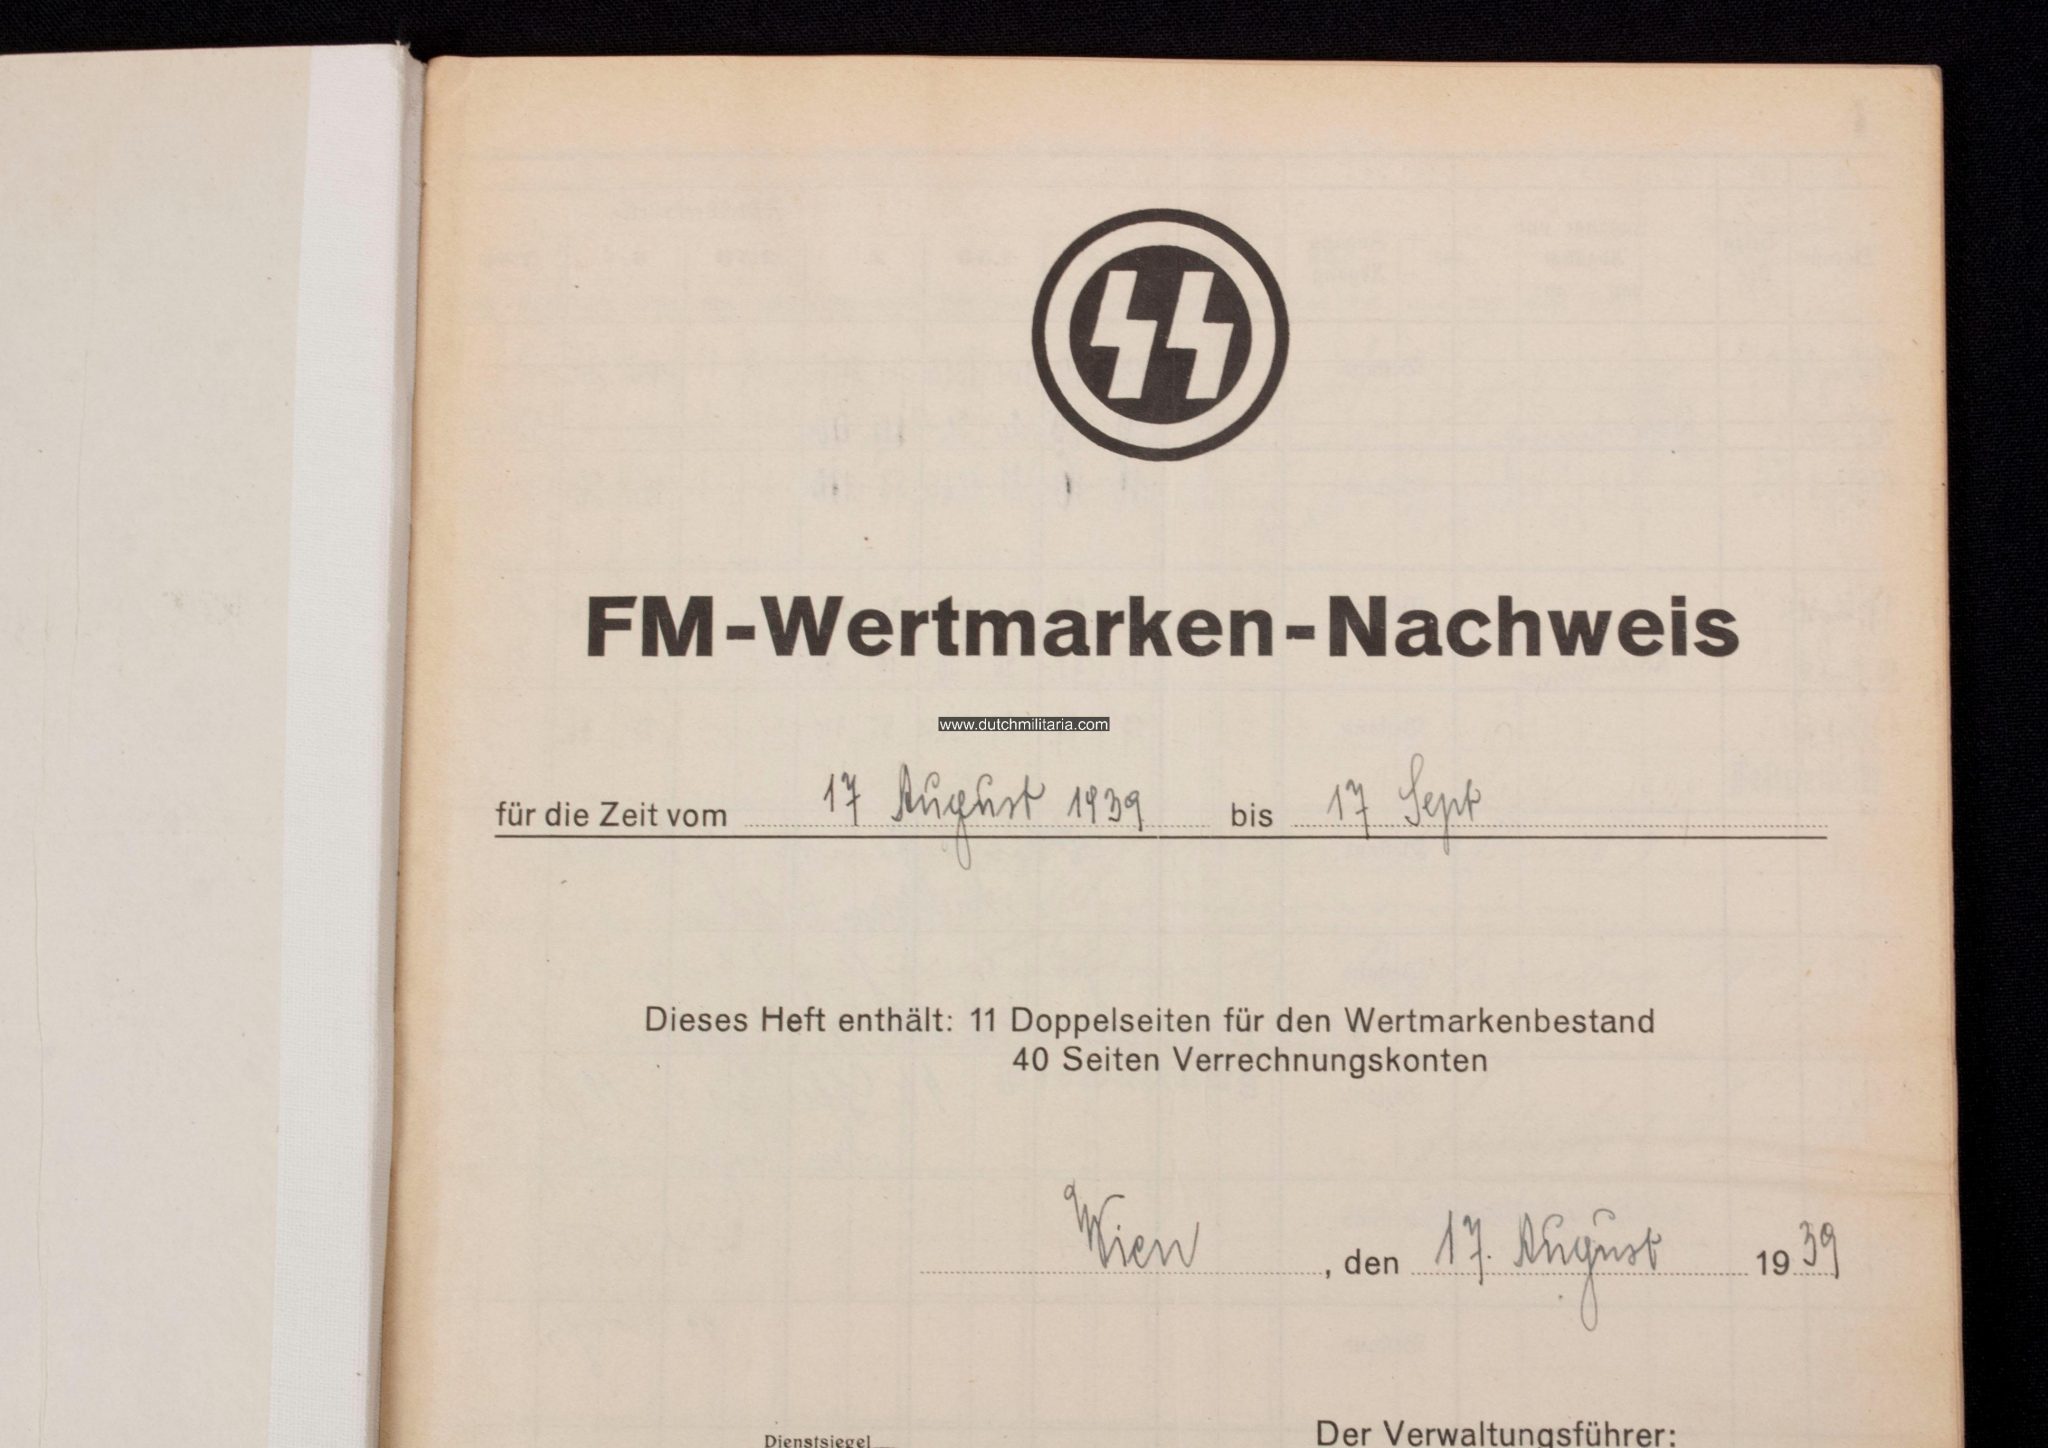 FM-Wertmarken-Nachweis
www.dutchmilitaria.com
für die Zeit vom 17 August 1939 bis 17 Sept
Dieses Heft enthält: 11 Doppelseiten für den Wertmarkenbestand
40 Seiten Verrechnungskonten
Wien, den 17. August 1939
Der Verwaltungsführer:
Dienstsiegel